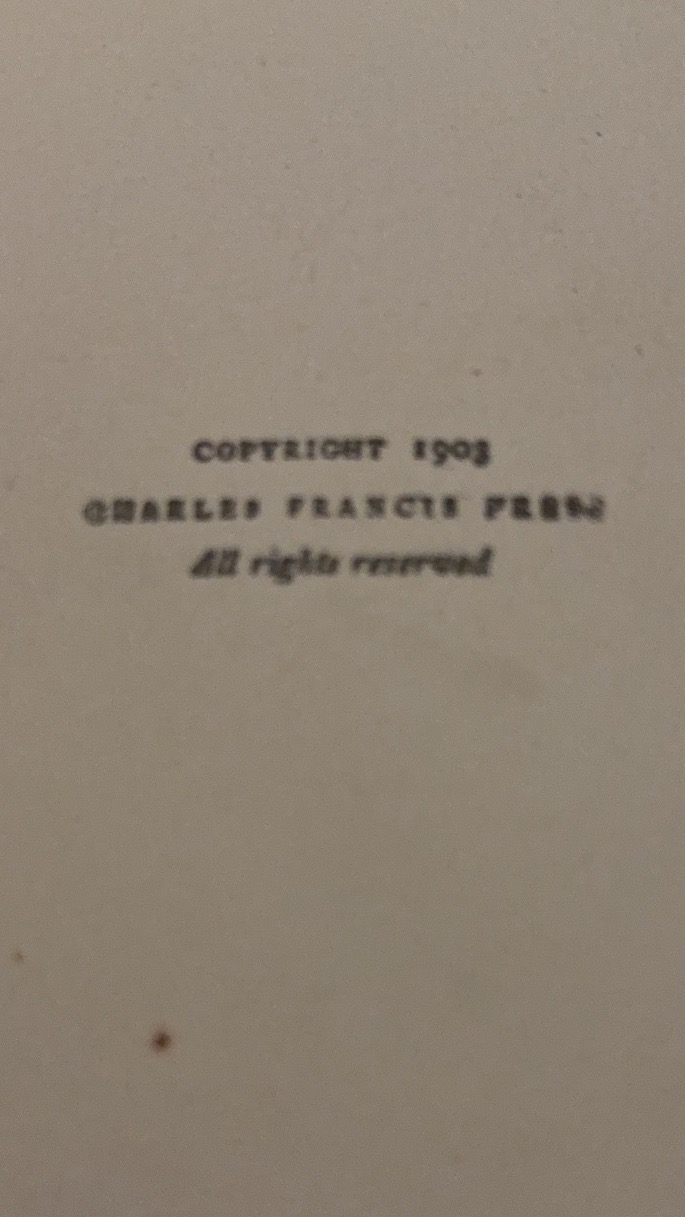 COPYRIGHT 1903
CHARLES FRANCIS PRESS
All rights reserved